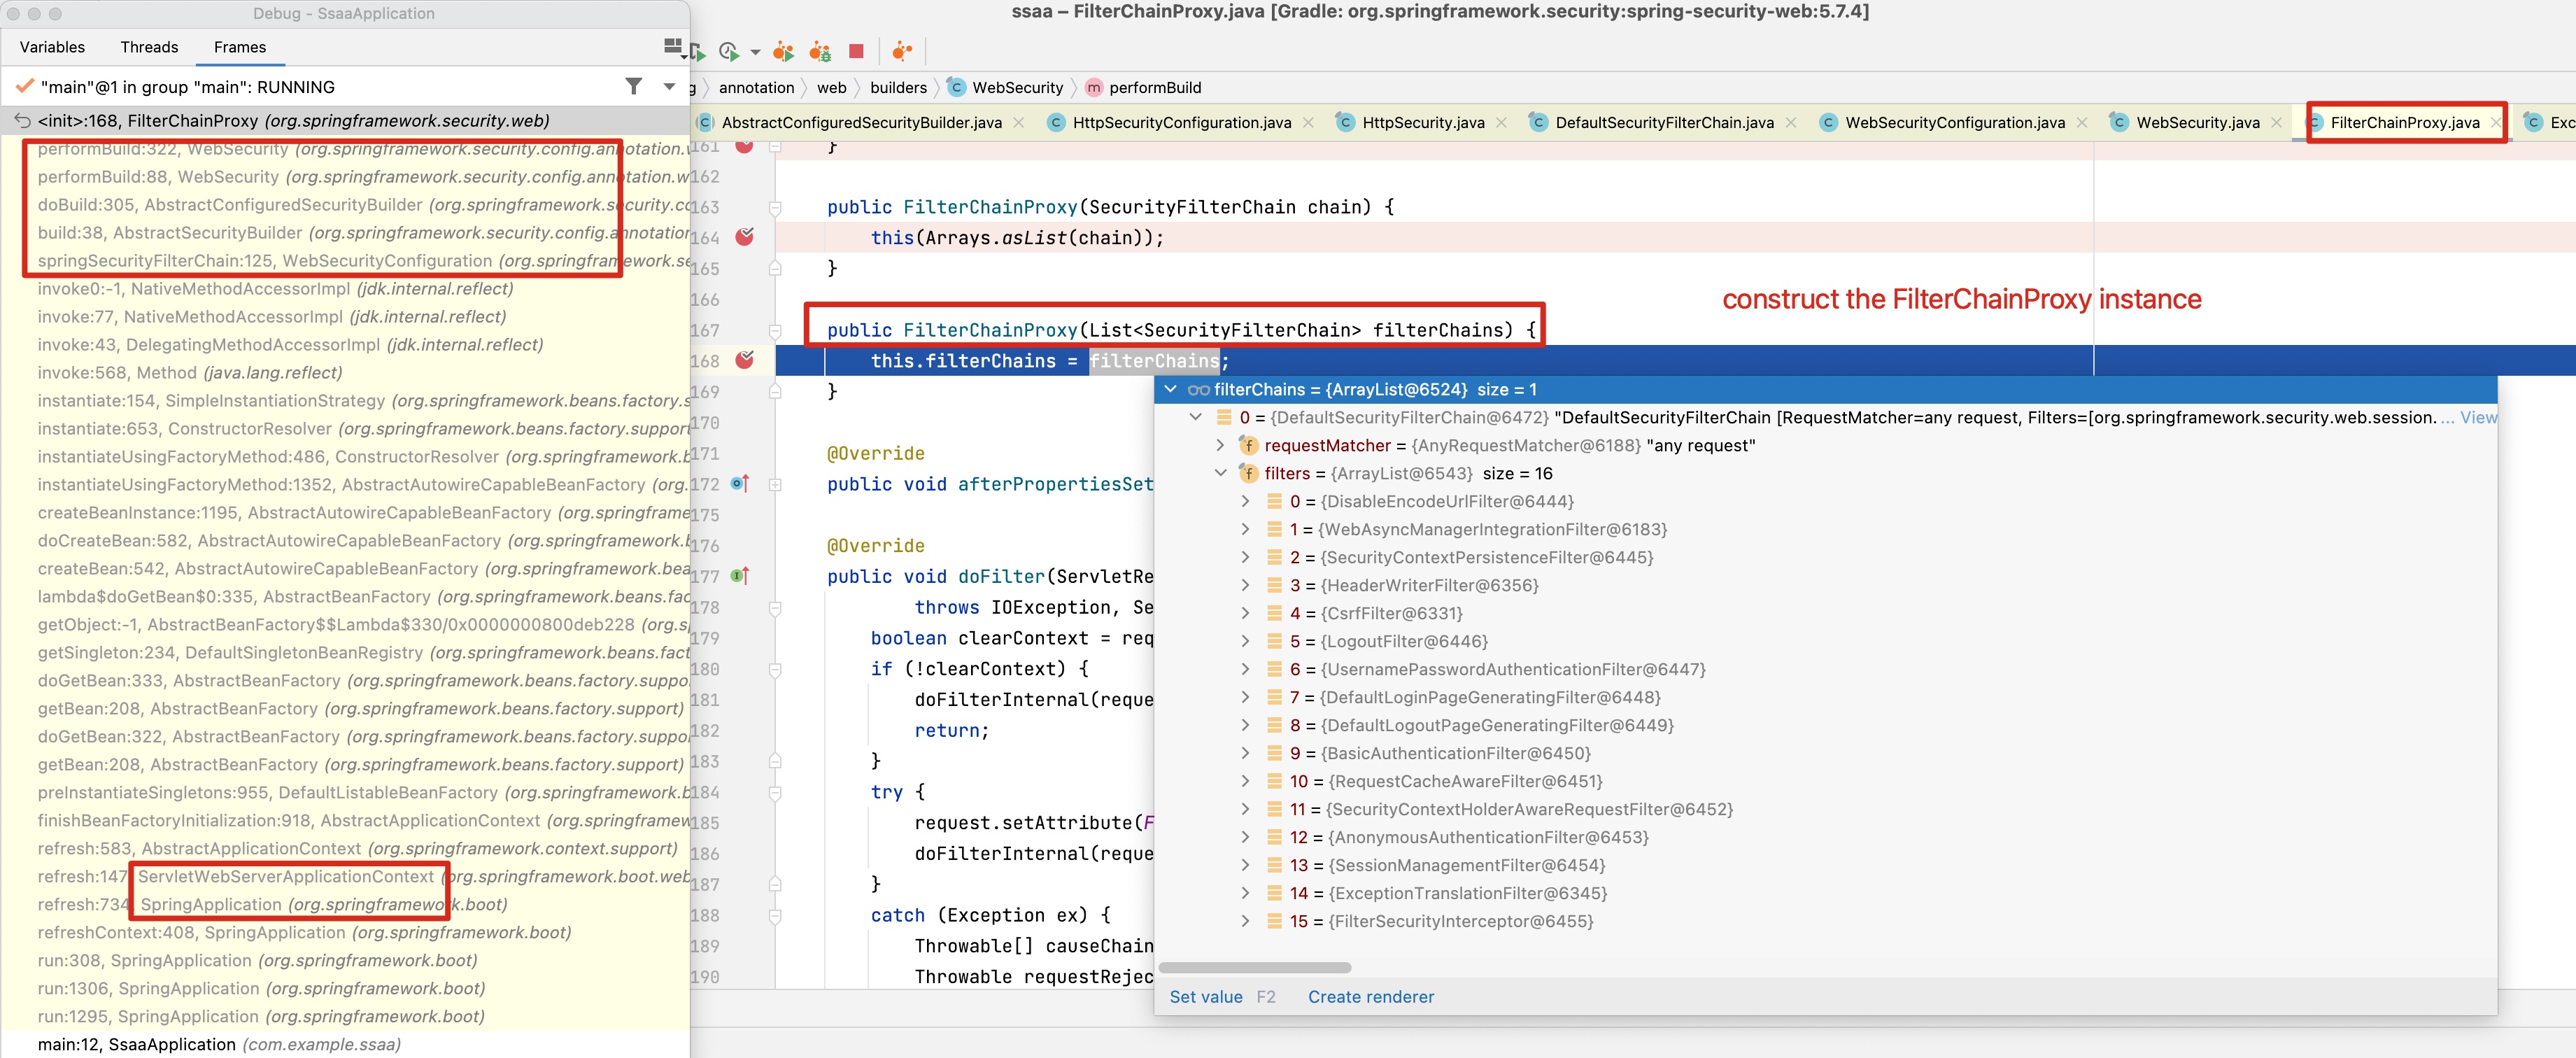 Debug - SsaaApplication
Variables Threads Frames
"main"@1 in group "main": RUNNING
<init>:168, FilterChainProxy (org.springframework.security.web)
performBuild:322, WebSecurity (org.springframework.security.config.annotation.
performBuild:88, WebSecurity (org.springframework.security.config.annotation.w
doBuild:305, AbstractConfiguredSecurityBuilder (org.springframework.security.co
build:38, AbstractSecurityBuilder (org.springframework.security.config.annotation
springSecurityFilterChain:125, WebSecurityConfiguration (org.springframework.se
invoke0:-1, NativeMethodAccessorImpl (jdk.internal.reflect)
invoke:77, NativeMethodAccessorImpl (jdk.internal.reflect)
invoke:43, DelegatingMethodAccessorImpl (jdk.internal.reflect)
invoke:568, Method (java.lang.reflect)
instantiate:154, SimpleInstantiationStrategy (org.springframework.beans.factory.s
instantiate:653, ConstructorResolver (org.springframework.beans.factory.support
instantiateUsingFactoryMethod:486, ConstructorResolver (org.springframework.b
instantiateUsingFactoryMethod:1352, AbstractAutowireCapableBeanFactory (org.
createBeanInstance:1195, AbstractAutowireCapableBeanFactory (org.springframe
doCreateBean:582, AbstractAutowireCapableBeanFactory (org.springframework.b
createBean:542, AbstractAutowireCapableBeanFactory (org.springframework.bea
lambda$doGetBean$0:335, AbstractBeanFactory (org.springframework.beans.fac
getObject:-1, AbstractBeanFactory$$Lambda$330/0x0000000800deb228 (org.s
getSingleton:234, DefaultSingletonBeanRegistry (org.springframework.beans.fact
doGetBean:333, AbstractBeanFactory (org.springframework.beans.factory.suppo
getBean:208, AbstractBeanFactory (org.springframework.beans.factory.support)
doGetBean:322, AbstractBeanFactory (org.springframework.beans.factory.suppo
getBean:208, AbstractBeanFactory (org.springframework.beans.factory.support)
preInstantiateSingletons:955, DefaultListableBeanFactory (org.springframework.b
finishBeanFactoryInitialization:918, AbstractApplicationContext (org.springframew
refresh:583, AbstractApplicationContext (org.springframework.context.support)
refresh:147, ServletWebServerApplicationContext (org.springframework.boot.web
refresh:734, SpringApplication (org.springframework.boot)
refreshContext:408, SpringApplication (org.springframework.boot)
run:308, SpringApplication (org.springframework.boot)
run:1306, SpringApplication (org.springframework.boot)
run:1295, SpringApplication (org.springframework.boot)
main:12, SsaaApplication (com.example.ssaa)
ssaa – FilterChainProxy.java [Gradle: org.springframework.security:spring-security-web:5.7.4]
g annotation web builders WebSecurity performBuild
AbstractConfiguredSecurityBuilder.java HttpSecurityConfiguration.java HttpSecurity.java DefaultSecurityFilterChain.java WebSecurityConfiguration.java WebSecurity.java FilterChainProxy.java Exc
161 }
162
163 public FilterChainProxy(SecurityFilterChain chain) {
164 this(Arrays.asList(chain));
165 }
166
construct the FilterChainProxy instance
167 public FilterChainProxy(List<SecurityFilterChain> filterChains) {
168 this.filterChains = filterChains;
169 }
170
171 @Override
172 public void afterPropertiesSet
175
176 @Override
177 public void doFilter(ServletRe
178 throws IOException, Se
179 boolean clearContext = req
180 if (!clearContext) {
181 doFilterInternal(reque
182 return;
183 }
184 try {
185 request.setAttribute(F
186 doFilterInternal(reque
187 }
188 catch (Exception ex) {
189 Throwable[] causeChain
190 Throwable requestRejec
filterChains = {ArrayList@6524} size = 1
0 = {DefaultSecurityFilterChain@6472} "DefaultSecurityFilterChain [RequestMatcher=any request, Filters=[org.springframework.security.web.session. ... View
requestMatcher = {AnyRequestMatcher@6188} "any request"
filters = {ArrayList@6543} size = 16
0 = {DisableEncodeUrlFilter@6444}
1 = {WebAsyncManagerIntegrationFilter@6183}
2 = {SecurityContextPersistenceFilter@6445}
3 = {HeaderWriterFilter@6356}
4 = {CsrfFilter@6331}
5 = {LogoutFilter@6446}
6 = {UsernamePasswordAuthenticationFilter@6447}
7 = {DefaultLoginPageGeneratingFilter@6448}
8 = {DefaultLogoutPageGeneratingFilter@6449}
9 = {BasicAuthenticationFilter@6450}
10 = {RequestCacheAwareFilter@6451}
11 = {SecurityContextHolderAwareRequestFilter@6452}
12 = {AnonymousAuthenticationFilter@6453}
13 = {SessionManagementFilter@6454}
14 = {ExceptionTranslationFilter@6345}
15 = {FilterSecurityInterceptor@6455}
Set value F2 Create renderer